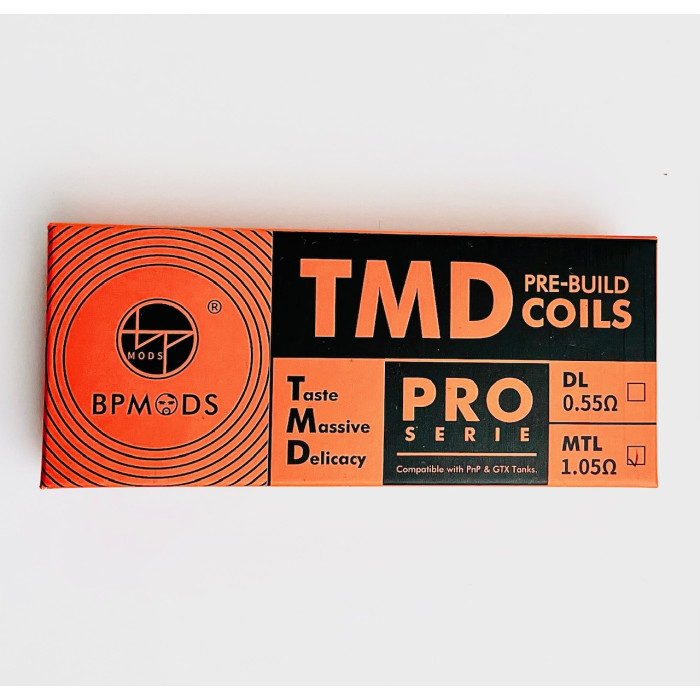 MODS
®
BPMODS
TMD
PRE-BUILD
COILS
Taste
Massive
Delicacy
PRO
SERIE
Compatible with PnP & GTX Tanks.
DL
0.55Ω
MTL
1.05Ω